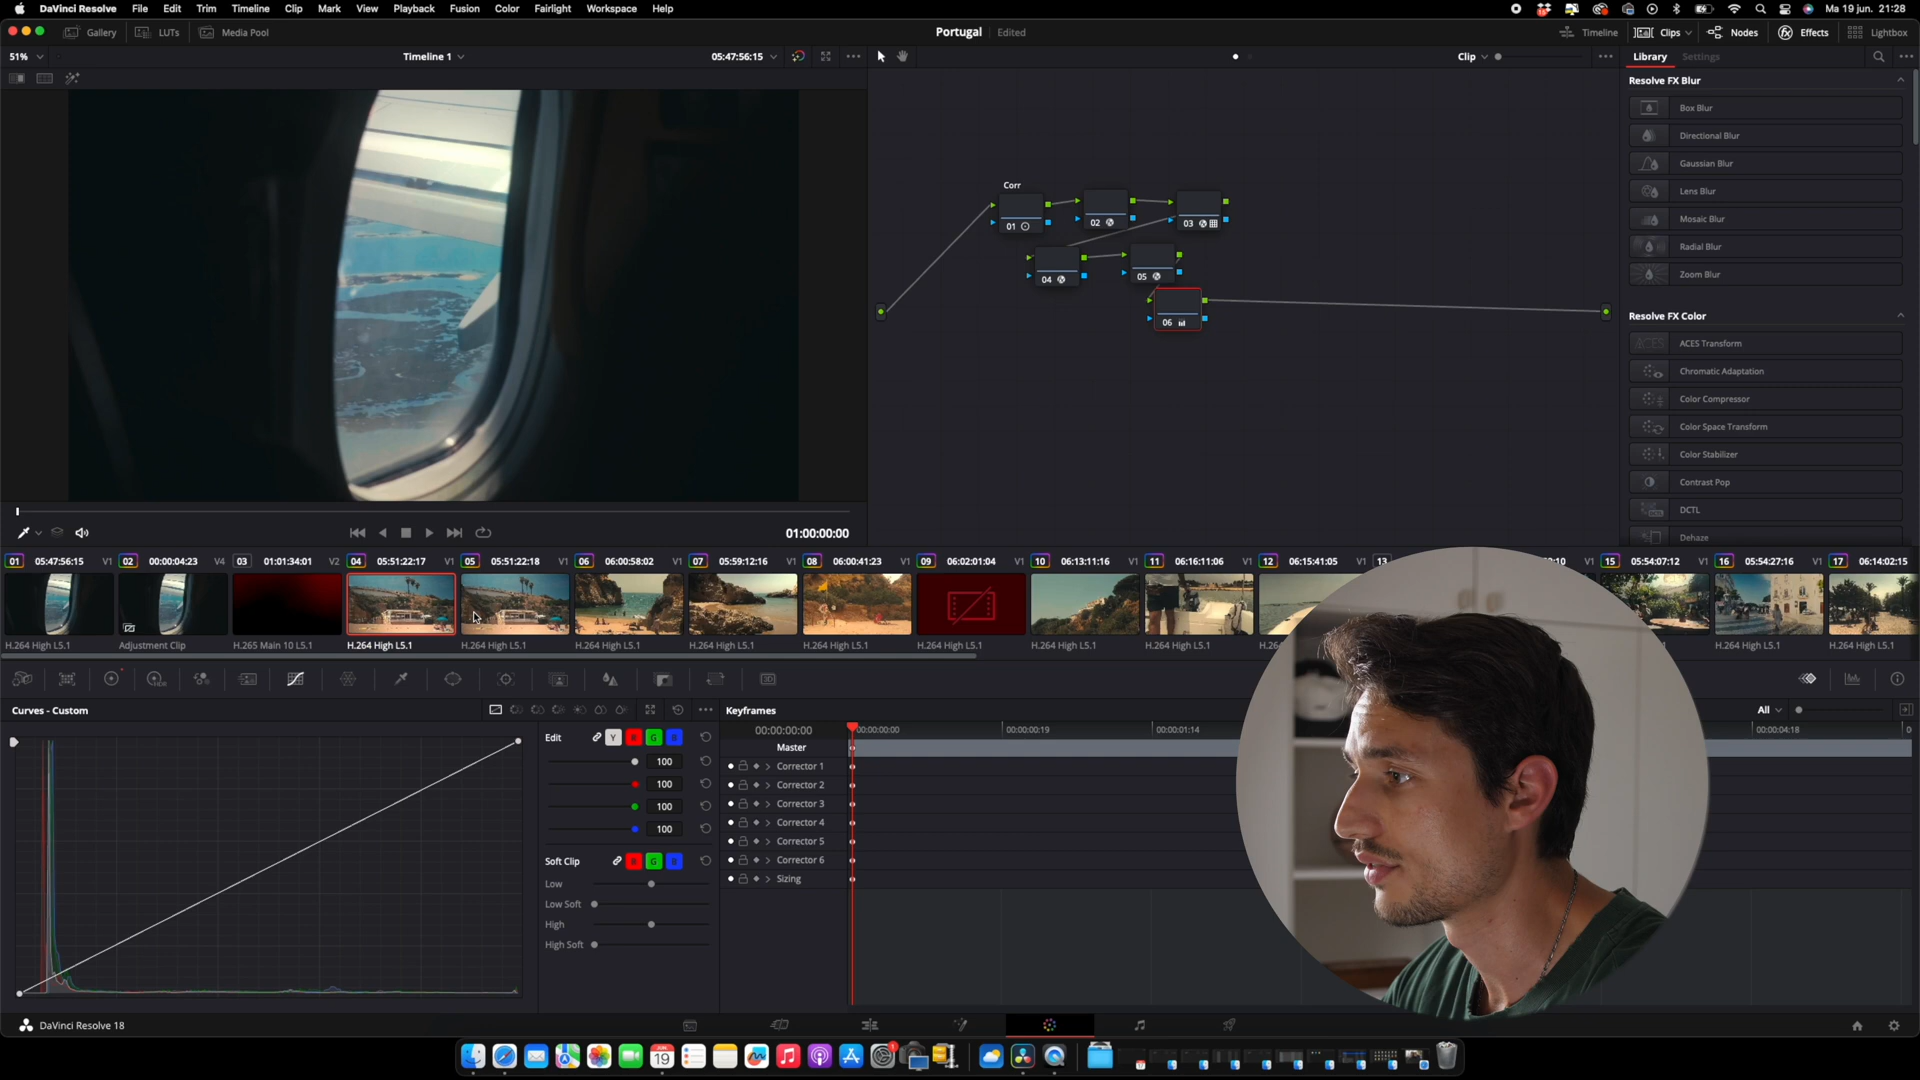 DaVinci Resolve File Edit Trim Timeline Clip Mark View Playback Fusion Color Fairlight Workspace Help Ma 19 jun. 21:28
Gallery LUTs Media Pool Portugal Edited Timeline Clips Nodes Effects Lightbox
51% Timeline 1 05:47:56:15 Clip Library Settings
Resolve FX Blur
Box Blur
Directional Blur
Gaussian Blur
Lens Blur
Mosaic Blur
Radial Blur
Zoom Blur
Resolve FX Color
ACES Transform
Chromatic Adaptation
Color Compressor
Color Space Transform
Color Stabilizer
Contrast Pop
DCTL
Dehaze
Corr
01 02 03
04 05
06
01:00:00:00
01 05:47:56:15 V1 02 00:00:04:23 V4 03 01:01:34:01 V2 04 05:51:22:17 V1 05 05:51:22:18 V1 06 06:00:58:02 V1 07 05:59:12:16 V1 08 06:00:41:23 V1 09 06:02:01:04 V1 10 06:13:11:16 V1 11 06:16:11:06 V1 12 06:15:41:05 V1 13 :10 V1 15 05:54:07:12 V1 16 05:54:27:16 V1 17 06:14:02:15
H.264 High L5.1 Adjustment Clip H.265 Main 10 L5.1 H.264 High L5.1 H.264 High L5.1 H.264 High L5.1 H.264 High L5.1 H.264 High L5.1 H.264 High L5.1 H.264 High L5.1 H.264 High L5.1 H.26 H.264 High L5.1 H.264 High L5.1
Curves - Custom
Edit Y R G B
100
100
100
100
Soft Clip R G B
Low
Low Soft
High
High Soft
Keyframes All
00:00:00:00 00:00:00:00 00:00:00:19 00:00:01:14 00:00:04:18
Master
Corrector 1
Corrector 2
Corrector 3
Corrector 4
Corrector 5
Corrector 6
Sizing
DaVinci Resolve 18
19